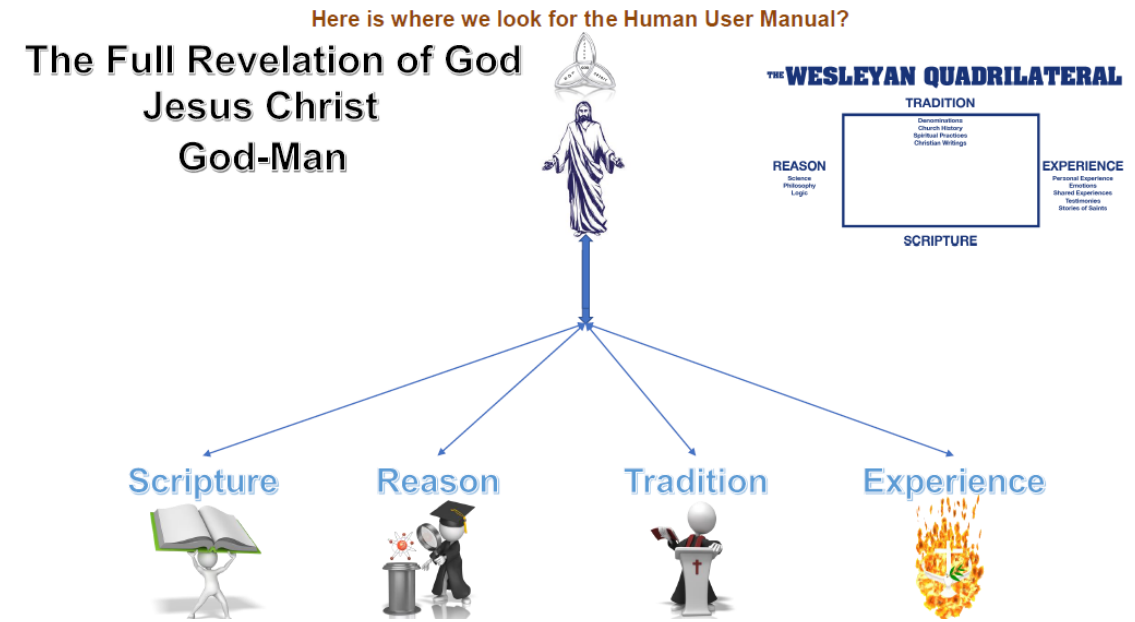 Here is where we look for the Human User Manual?
The Full Revelation of God
Jesus Christ
God-Man
GOD
SPIRIT
THE WESLEYAN QUADRILATERAL
TRADITION
Denominations
Church History
Spiritual Practices
Christian Writings
REASON
Science
Philosophy
Logic
EXPERIENCE
Personal Experience
Emotions
Shared Experiences
Testimonies
Stories of Saints
SCRIPTURE
Scripture
Reason
Tradition
Experience